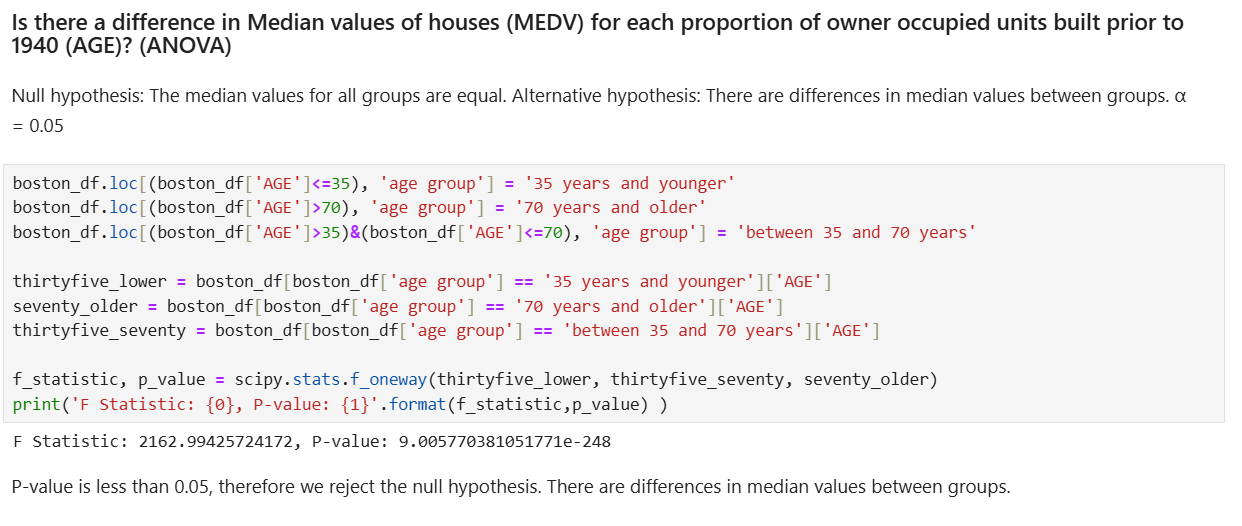 Is there a difference in Median values of houses (MEDV) for each proportion of owner occupied units built prior to
1940 (AGE)? (ANOVA)
Null hypothesis: The median values for all groups are equal. Alternative hypothesis: There are differences in median values between groups. α
= 0.05
boston_df.loc[(boston_df['AGE']<=35), 'age group'] = '35 years and younger'
boston_df.loc[(boston_df['AGE']>70), 'age group'] = '70 years and older'
boston_df.loc[(boston_df['AGE']>35)&(boston_df['AGE']<=70), 'age group'] = 'between 35 and 70 years'
thirtyfive_lower = boston_df[boston_df['age group'] == '35 years and younger']['AGE']
seventy_older = boston_df[boston_df['age group'] == '70 years and older']['AGE']
thirtyfive_seventy = boston_df[boston_df['age group'] == 'between 35 and 70 years']['AGE']
f_statistic, p_value = scipy.stats.f_oneway(thirtyfive_lower, thirtyfive_seventy, seventy_older)
print('F Statistic: {0}, P-value: {1}'.format(f_statistic,p_value) )
F Statistic: 2162.99425724172, P-value: 9.005770381051771e-248
P-value is less than 0.05, therefore we reject the null hypothesis. There are differences in median values between groups.